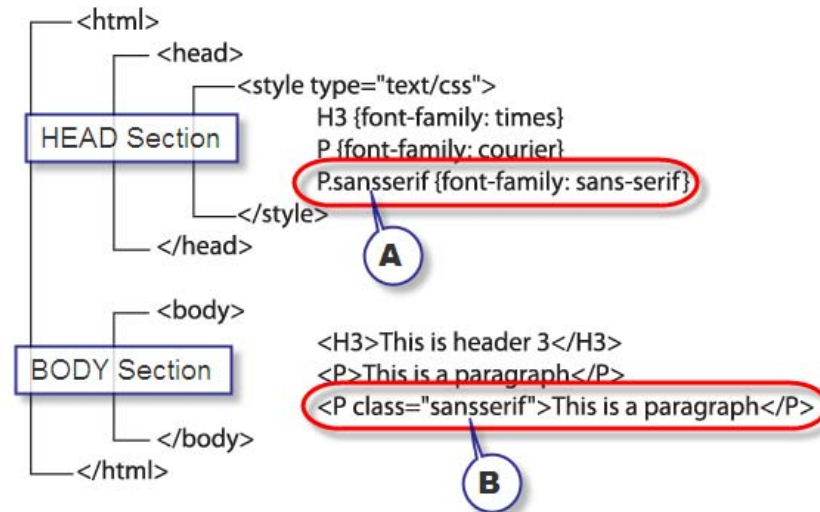 <html>
<head>
<style type="text/css">
H3 {font-family: times}
HEAD Section
P {font-family: courier}
P.sansserif {font-family: sans-serif}
</style>
</head>
A
<body>
<H3>This is header 3</H3>
BODY Section
<P>This is a paragraph</P>
<P class="sansserif">This is a paragraph</P>
</body>
</html>
B